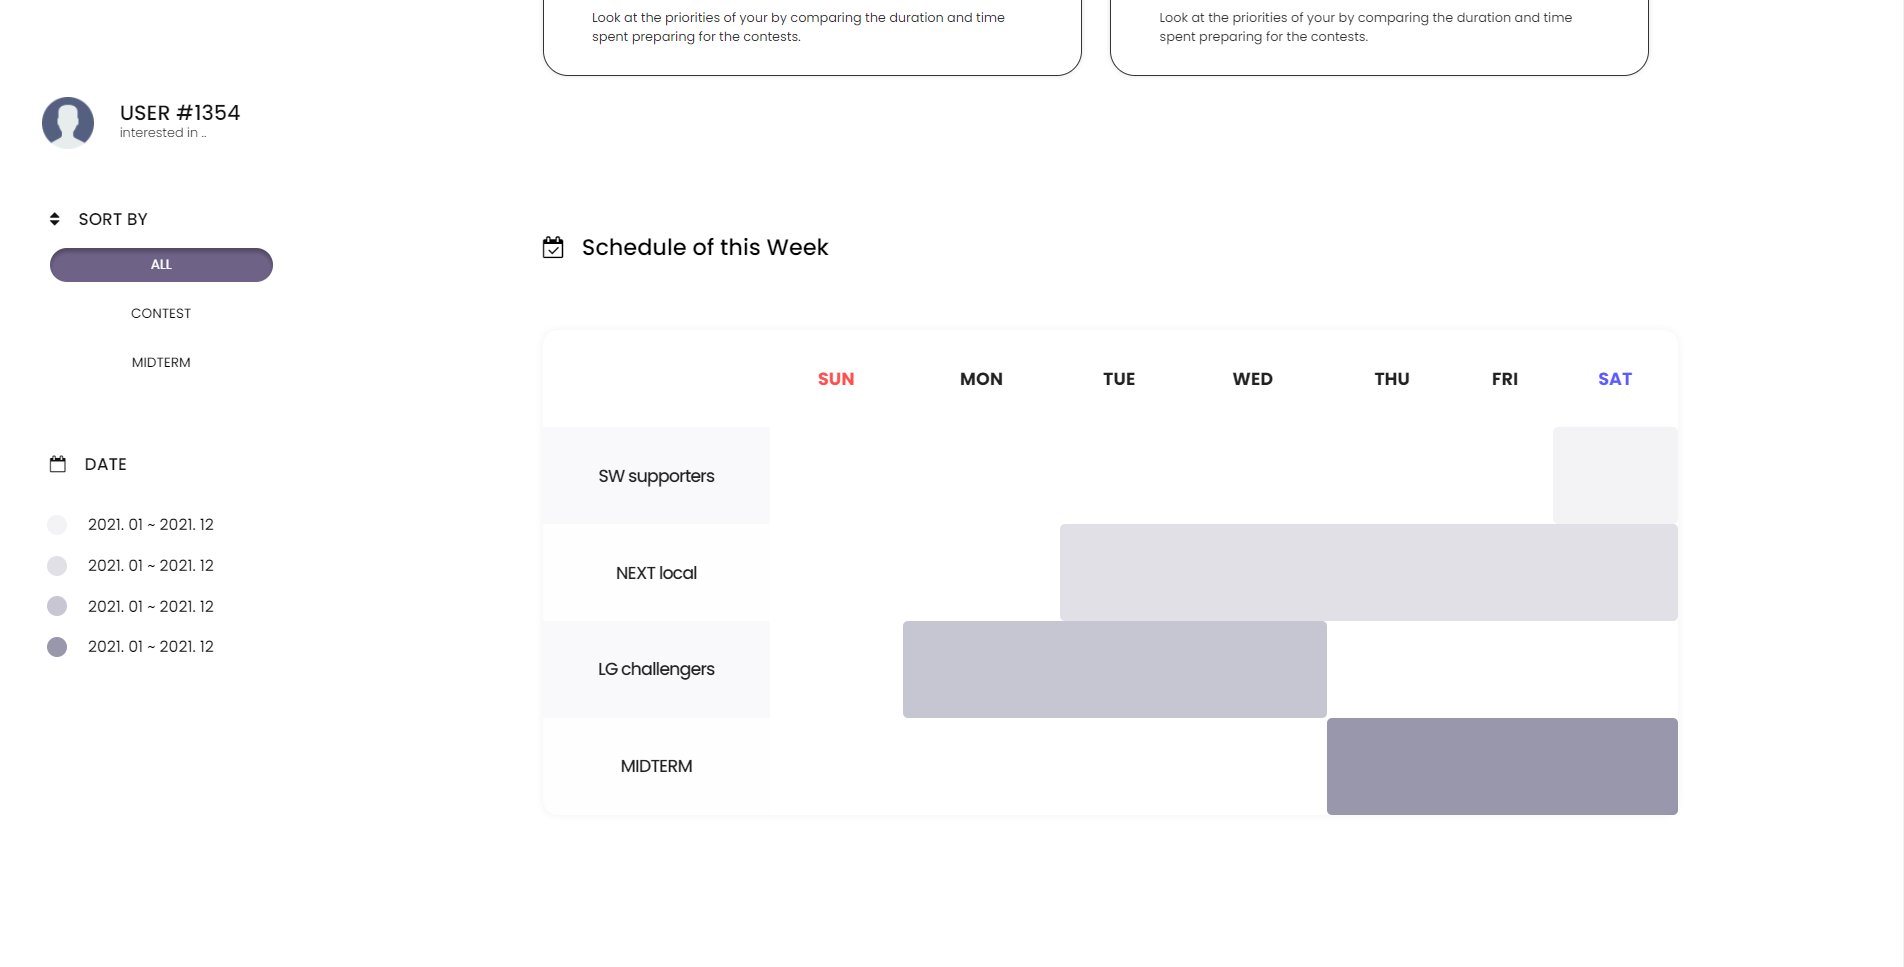 Look at the priorities of your by comparing the duration and time
spent preparing for the contests.
Look at the priorities of your by comparing the duration and time
spent preparing for the contests.
USER #1354
interested in ..
SORT BY
ALL
CONTEST
MIDTERM
DATE
2021. 01 ~ 2021. 12
2021. 01 ~ 2021. 12
2021. 01 ~ 2021. 12
2021. 01 ~ 2021. 12
Schedule of this Week
SUN MON TUE WED THU FRI SAT
SW supporters
NEXT local
LG challengers
MIDTERM